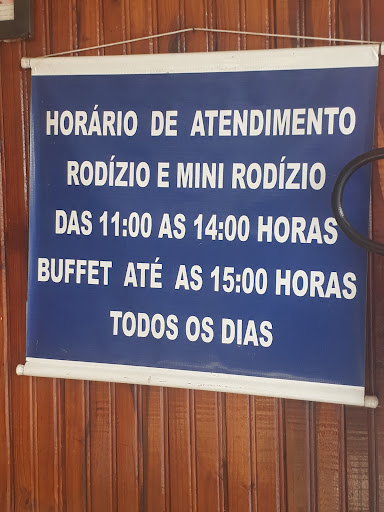 HORÁRIO DE ATENDIMENTO
RODÍZIO E MINI RODÍZIO
DAS 11:00 AS 14:00 HORAS
BUFFET ATÉ AS 15:00 HORAS
TODOS OS DIAS